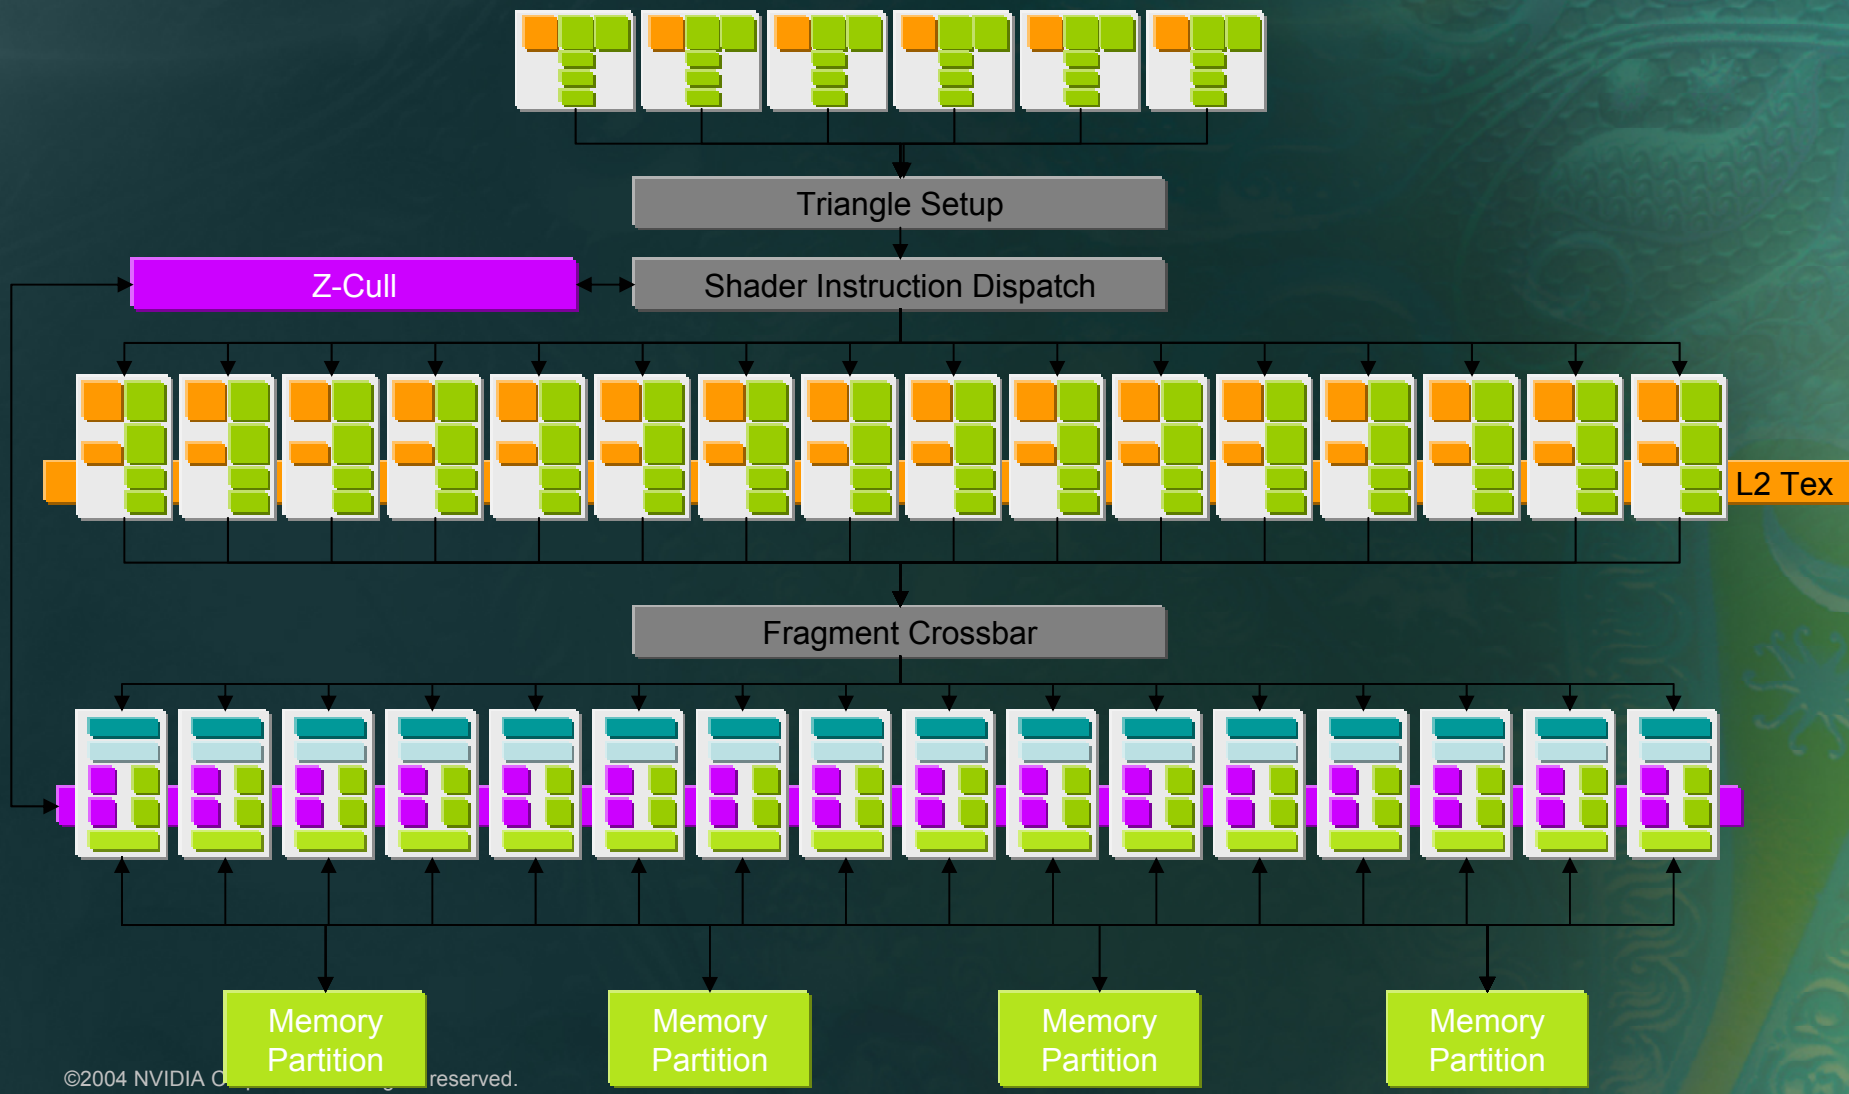 Triangle Setup
Z-Cull
Shader Instruction Dispatch
L2 Tex
Fragment Crossbar
Memory
Partition
Memory
Partition
Memory
Partition
Memory
Partition
©2004 NVIDIA reserved.